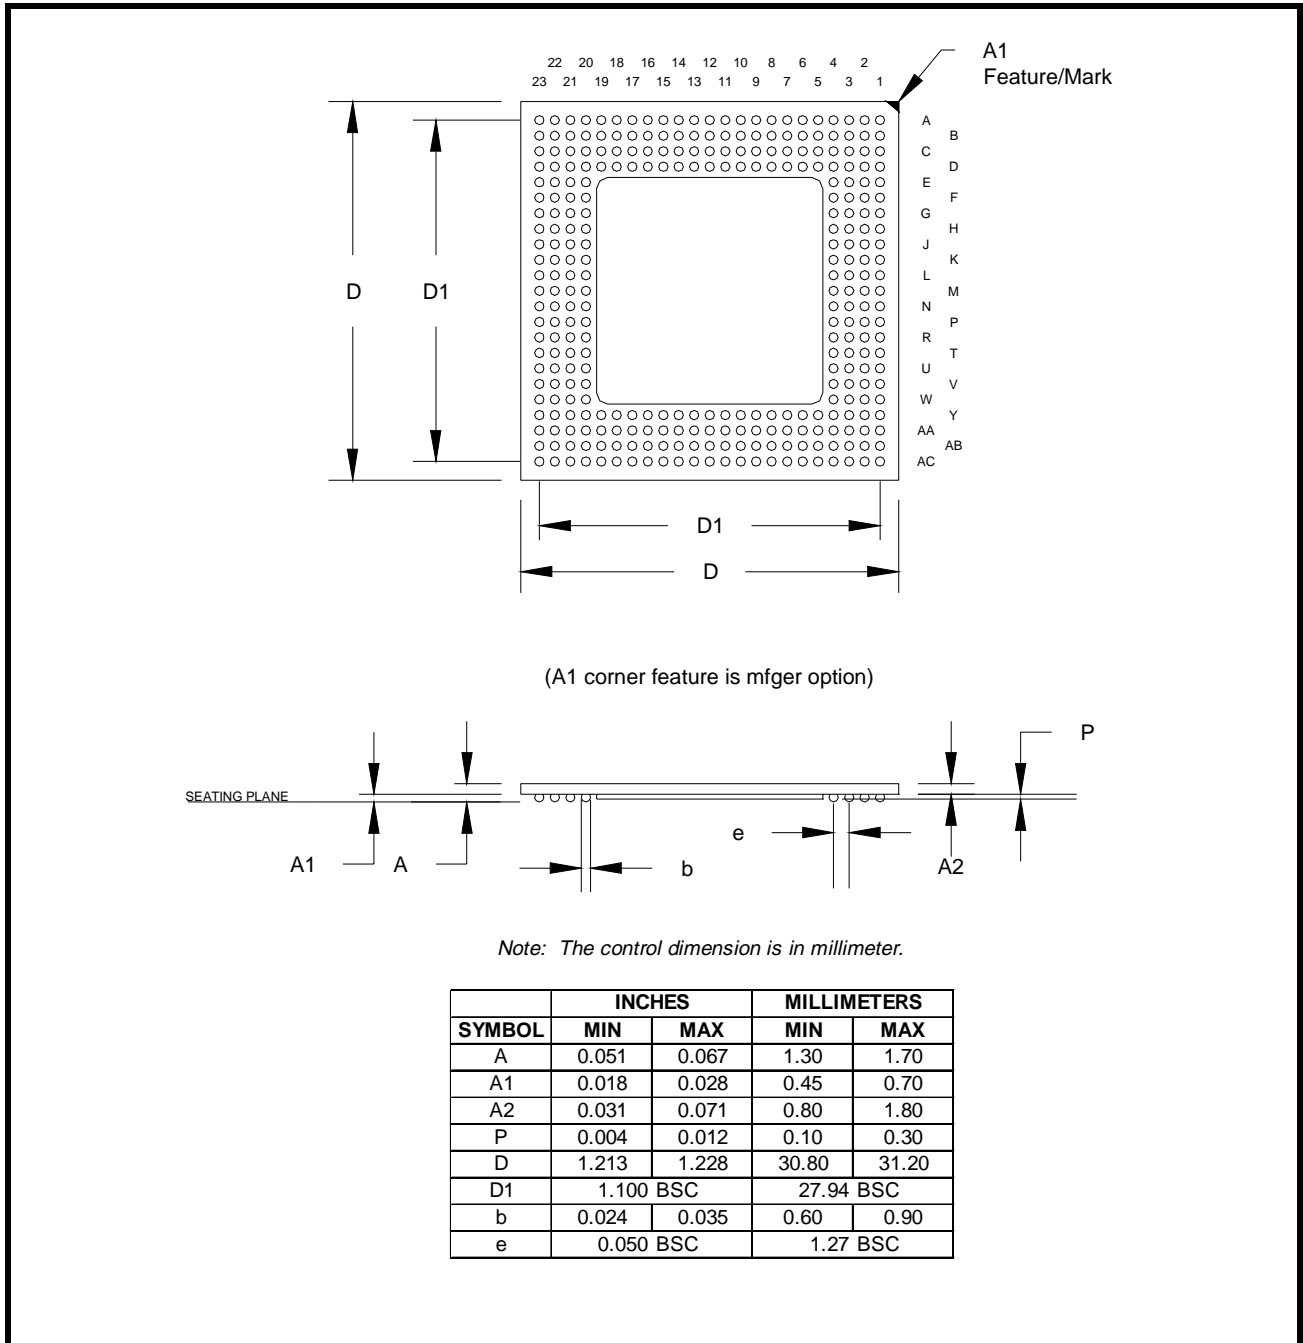 A1
Feature/Mark
22 20 18 16 14 12 10 8 6 4 2
23 21 19 17 15 13 11 9 7 5 3 1
A
B
C
D
E
F
G
H
J
K
L
M
N
P
R
T
U
V
W
Y
AA
AB
AC
D
D1
D1
D
(A1 corner feature is mfger option)
P
SEATING PLANE
e
A1
A
b
A2
Note: The control dimension is in millimeter.
INCHES MILLIMETERS
SYMBOL MIN MAX MIN MAX
A 0.051 0.067 1.30 1.70
A1 0.018 0.028 0.45 0.70
A2 0.031 0.071 0.80 1.80
P 0.004 0.012 0.10 0.30
D 1.213 1.228 30.80 31.20
D1 1.100 BSC 27.94 BSC
b 0.024 0.035 0.60 0.90
e 0.050 BSC 1.27 BSC